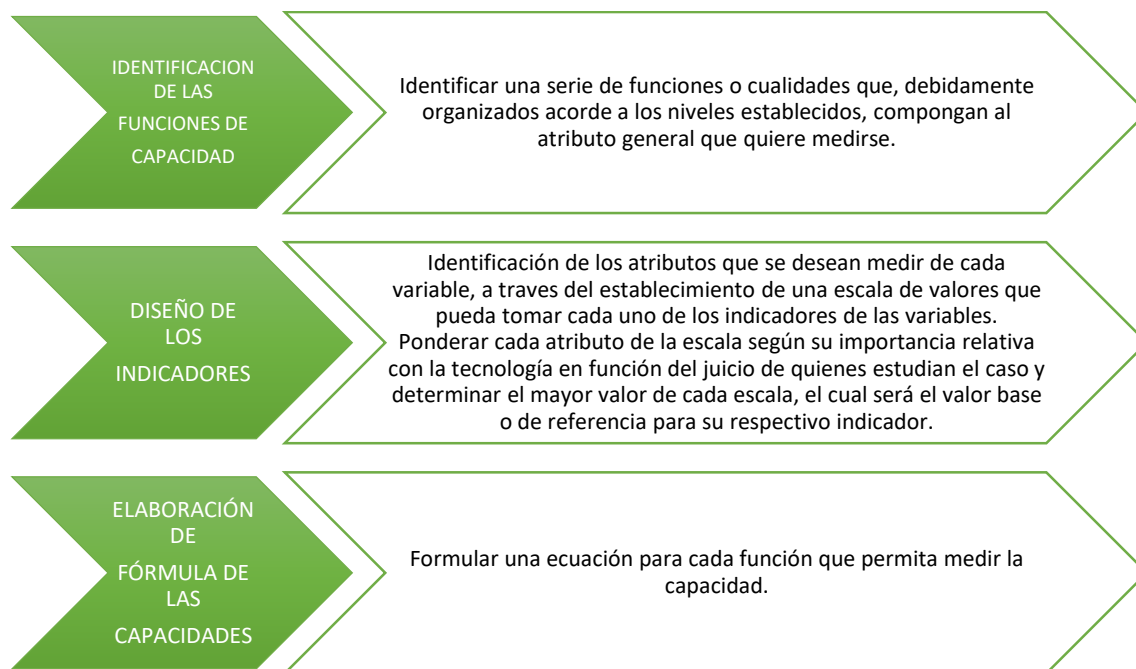 IDENTIFICACION
DE LAS
FUNCIONES DE
CAPACIDAD
Identificar una serie de funciones o cualidades que, debidamente
organizados acorde a los niveles establecidos, compongan al
atributo general que quiere medirse.
DISEÑO DE
LOS
INDICADORES
Identificación de los atributos que se desean medir de cada
variable, a traves del establecimiento de una escala de valores que
pueda tomar cada uno de los indicadores de las variables.
Ponderar cada atributo de la escala según su importancia relativa
con la tecnología en función del juicio de quienes estudian el caso y
determinar el mayor valor de cada escala, el cual será el valor base
o de referencia para su respectivo indicador.
ELABORACIÓN
DE
FÓRMULA DE
LAS
CAPACIDADES
Formular una ecuación para cada función que permita medir la
capacidad.